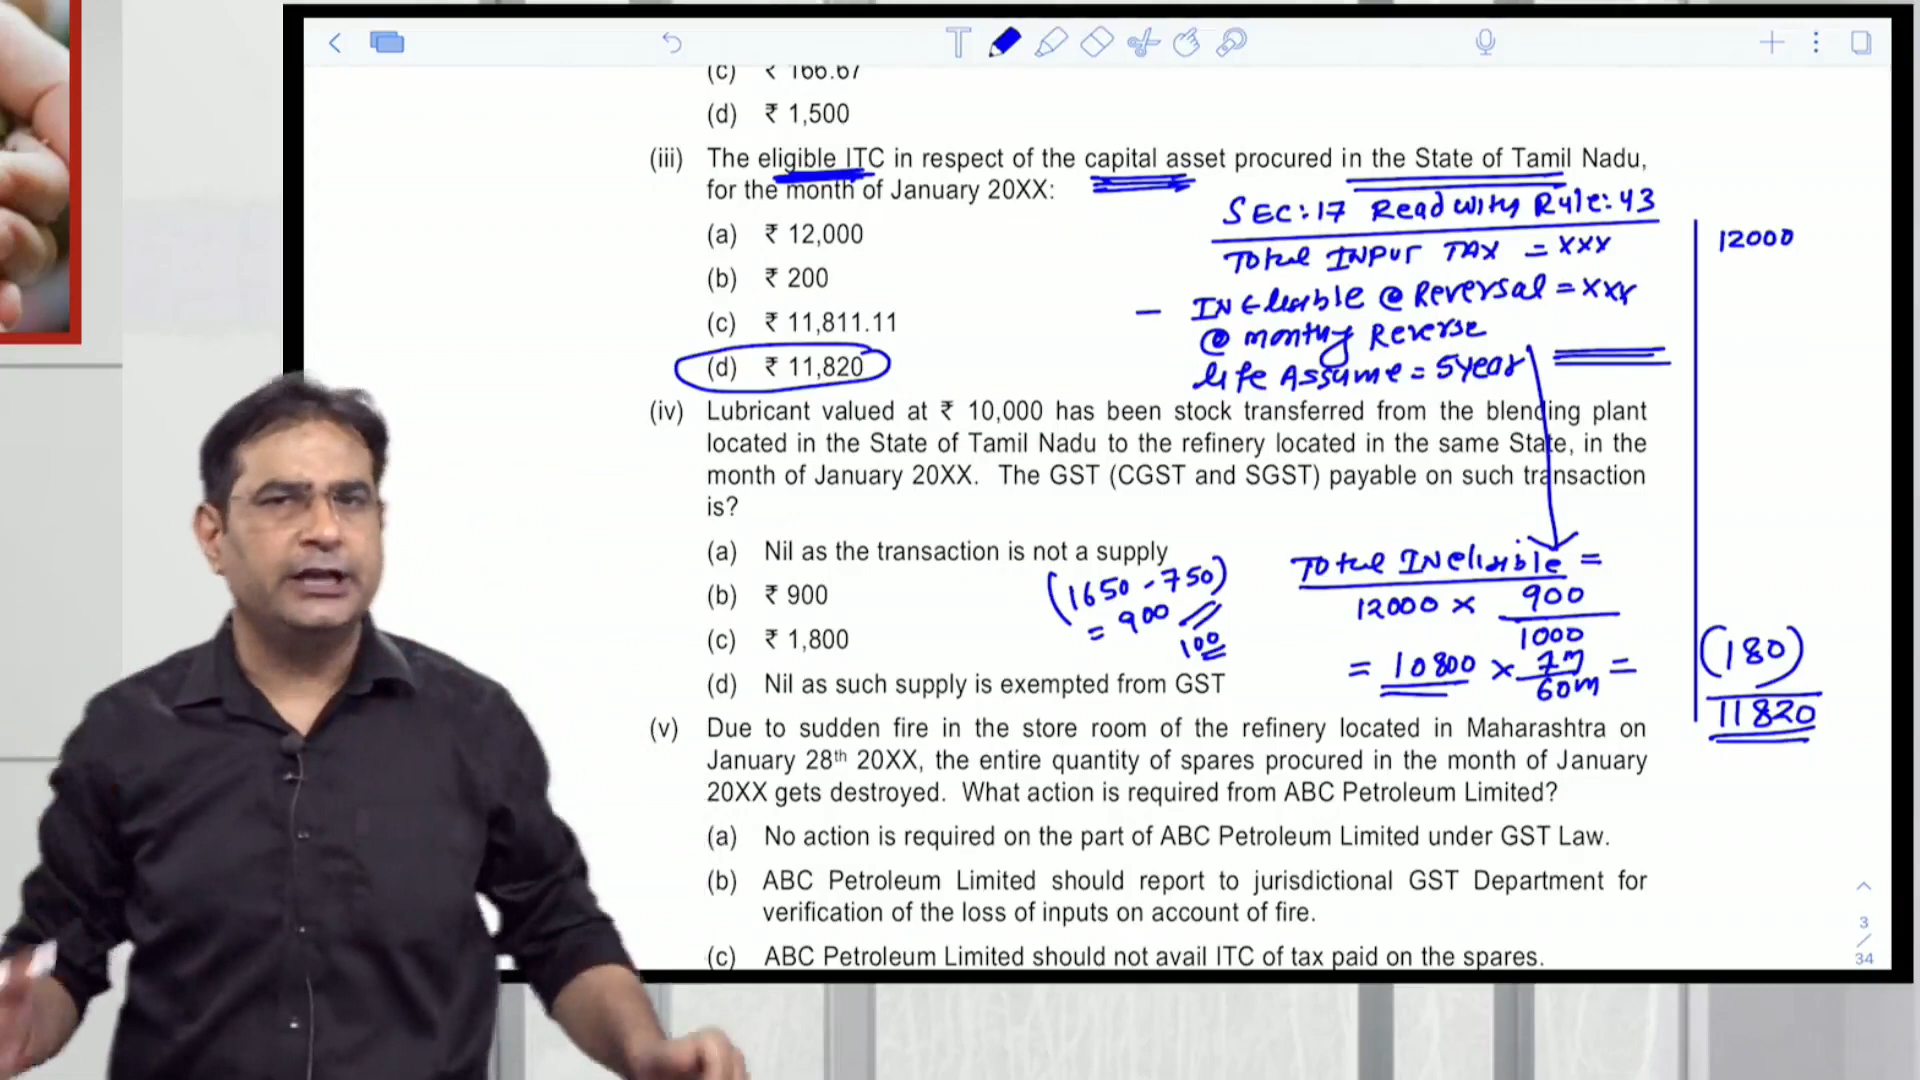 (c) ₹ 166.67
(d) ₹ 1,500
(iii) The eligible ITC in respect of the capital asset procured in the State of Tamil Nadu,
for the month of January 20XX:
SEC:17 Read with Rule:43
(a) ₹ 12,000
12000
Total INPUT TAX = XXX
(b) ₹ 200
- INEligible @ Reversal = XXX
(c) ₹ 11,811.11
@ monthly Reverse
(d) ₹ 11,820
life Assume = 5year
(iv) Lubricant valued at ₹ 10,000 has been stock transferred from the blending plant
located in the State of Tamil Nadu to the refinery located in the same State, in the
month of January 20XX. The GST (CGST and SGST) payable on such transaction
is?
(a) Nil as the transaction is not a supply
Total INeligible =
(b) ₹ 900
(1650 - 750)
= 900
100
12000 × 900
1000
(c) ₹ 1,800
= 10800 × 
60m =
(180)
11820
(d) Nil as such supply is exempted from GST
(v) Due to sudden fire in the store room of the refinery located in Maharashtra on
January 28th 20XX, the entire quantity of spares procured in the month of January
20XX gets destroyed. What action is required from ABC Petroleum Limited?
(a) No action is required on the part of ABC Petroleum Limited under GST Law.
(b) ABC Petroleum Limited should report to jurisdictional GST Department for
verification of the loss of inputs on account of fire.
(c) ABC Petroleum Limited should not avail ITC of tax paid on the spares.
3
/
34